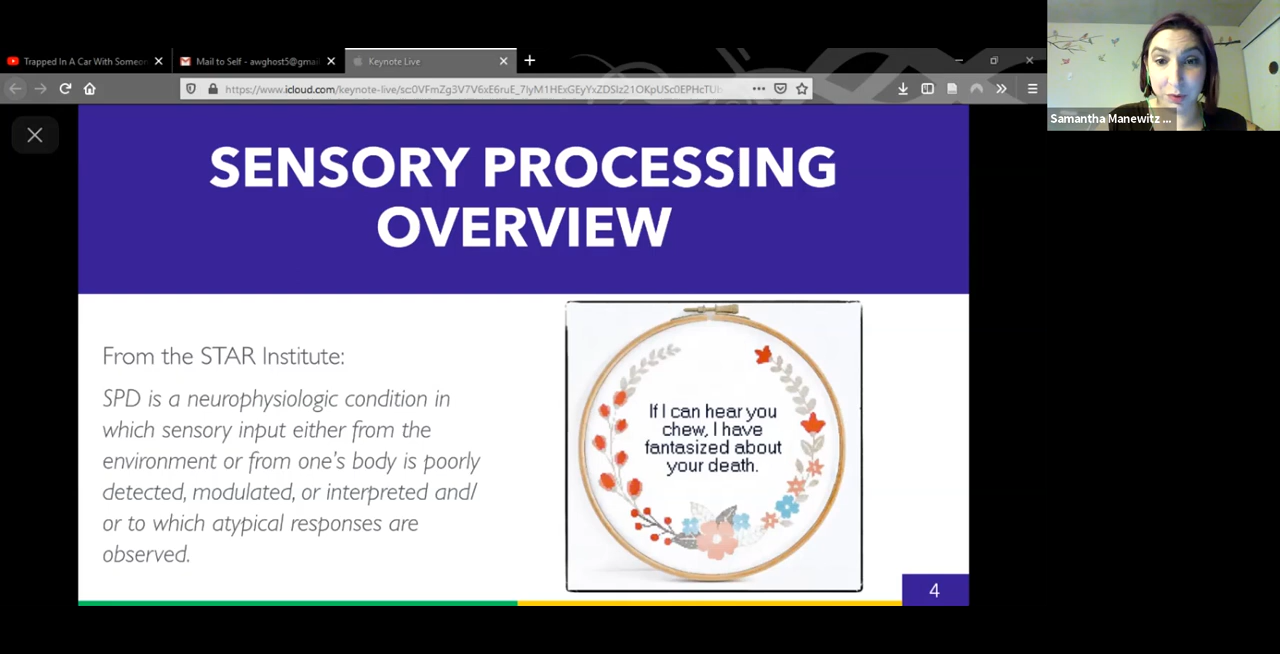 Trapped In A Car With Someon
Mail to Self - awghost5@gmai
Keynote Live
Samantha Manewitz ...
SENSORY PROCESSING
OVERVIEW
From the STAR Institute:
SPD is a neurophysiologic condition in
which sensory input either from the
environment or from one's body is poorly
detected, modulated, or interpreted and/
or to which atypical responses are
observed.
If I can hear you
chew, I have
fantasized about
your death.
4